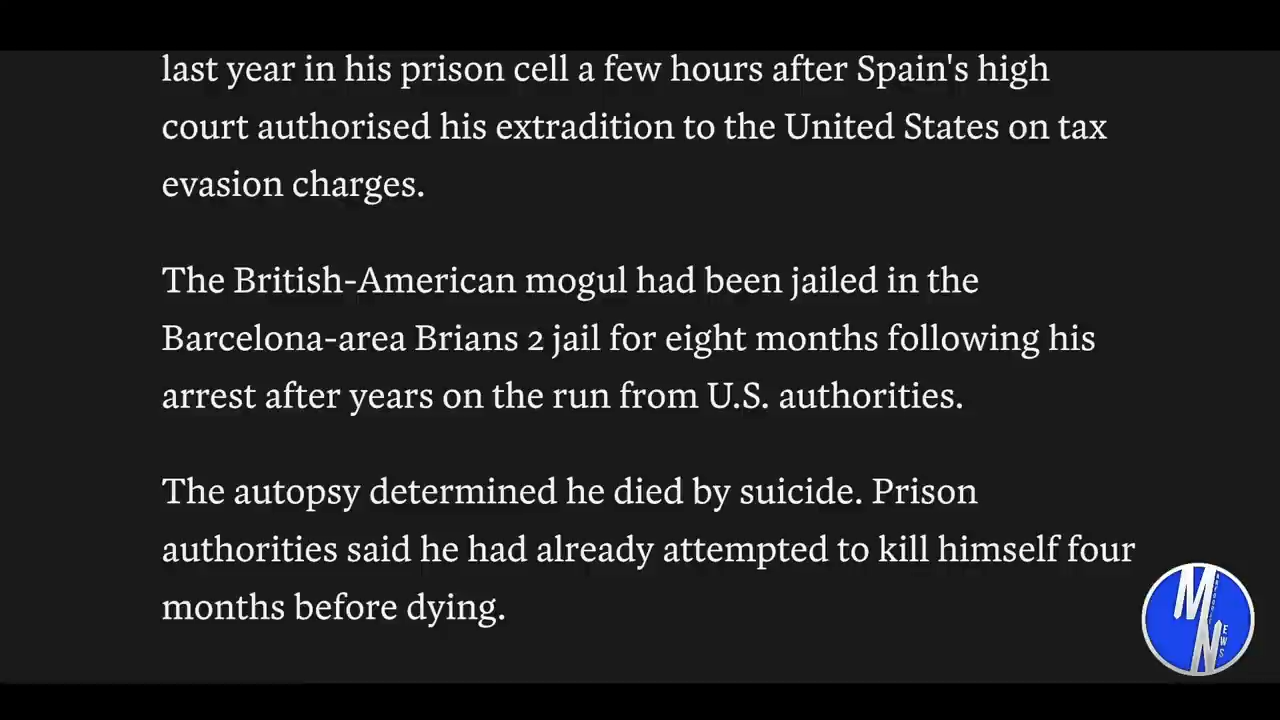 last year in his prison cell a few hours after Spain's high
court authorised his extradition to the United States on tax
evasion charges.
The British-American mogul had been jailed in the
Barcelona-area Brians 2 jail for eight months following his
arrest after years on the run from U.S. authorities.
The autopsy determined he died by suicide. Prison
authorities said he had already attempted to kill himself four
months before dying.
MN
EWS